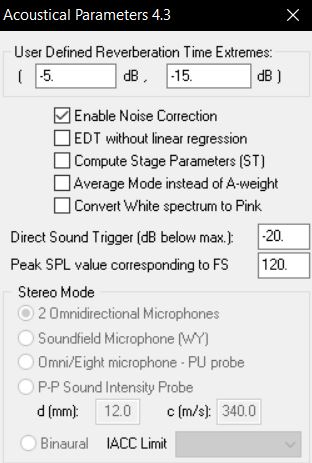 Acoustical Parameters 4.3
User Defined Reverberation Time Extremes:
( -5. dB , -15. dB )
Enable Noise Correction
EDT without linear regression
Compute Stage Parameters (ST)
Average Mode instead of A-weight
Convert White spectrum to Pink
Direct Sound Trigger (dB below max.): -20.
Peak SPL value corresponding to FS 120.
Stereo Mode
2 Omnidirectional Microphones
Soundfield Microphone (WY)
Omni/Eight microphone - PU probe
P-P Sound Intensity Probe
d (mm): 12.0 c (m/s): 340.0
Binaural IACC Limit